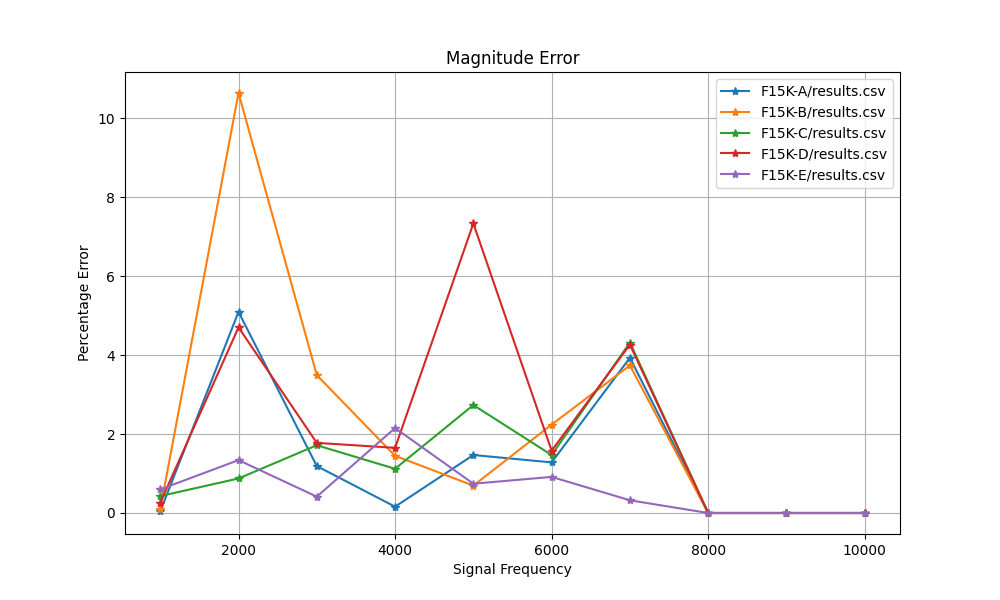 Magnitude Error
Percentage Error
10
8
6
4
2
0
F15K-A/results.csv
F15K-B/results.csv
F15K-C/results.csv
F15K-D/results.csv
F15K-E/results.csv
2000
4000
6000
8000
10000
Signal Frequency